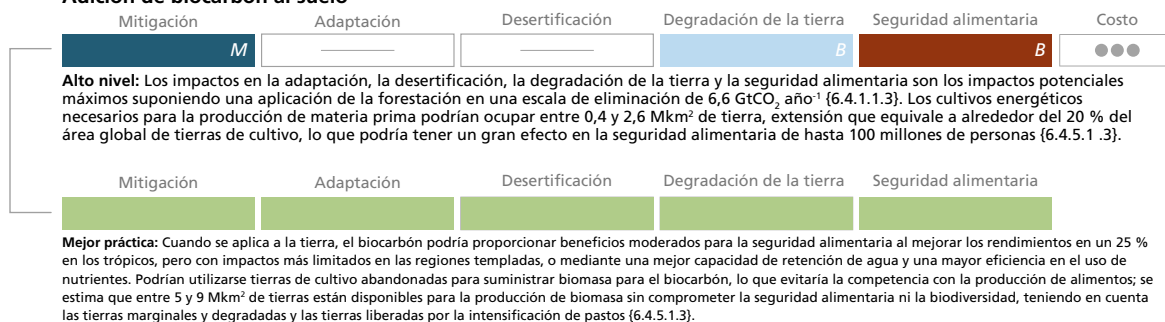 Adición de biocarbón al suelo
Mitigación Adaptación Desertificación Degradación de la tierra Seguridad alimentaria Costo
M B B
Alto nivel: Los impactos en la adaptación, la desertificación, la degradación de la tierra y la seguridad alimentaria son los impactos potenciales
máximos suponiendo una aplicación de la forestación en una escala de eliminación de 6,6 GtCO₂ año⁻¹ {6.4.1.1.3}. Los cultivos energéticos
necesarios para la producción de materia prima podrían ocupar entre 0,4 y 2,6 Mkm² de tierra, extensión que equivale a alrededor del 20 % del
área global de tierras de cultivo, lo que podría tener un gran efecto en la seguridad alimentaria de hasta 100 millones de personas {6.4.5.1 .3}.
Mitigación Adaptación Desertificación Degradación de la tierra Seguridad alimentaria
Mejor práctica: Cuando se aplica a la tierra, el biocarbón podría proporcionar beneficios moderados para la seguridad alimentaria al mejorar los rendimientos en un 25 %
en los trópicos, pero con impactos más limitados en las regiones templadas, o mediante una mejor capacidad de retención de agua y una mayor eficiencia en el uso de
nutrientes. Podrían utilizarse tierras de cultivo abandonadas para suministrar biomasa para el biocarbón, lo que evitaría la competencia con la producción de alimentos; se
estima que entre 5 y 9 Mkm² de tierras están disponibles para la producción de biomasa sin comprometer la seguridad alimentaria ni la biodiversidad, teniendo en cuenta
las tierras marginales y degradadas y las tierras liberadas por la intensificación de pastos {6.4.5.1.3}.